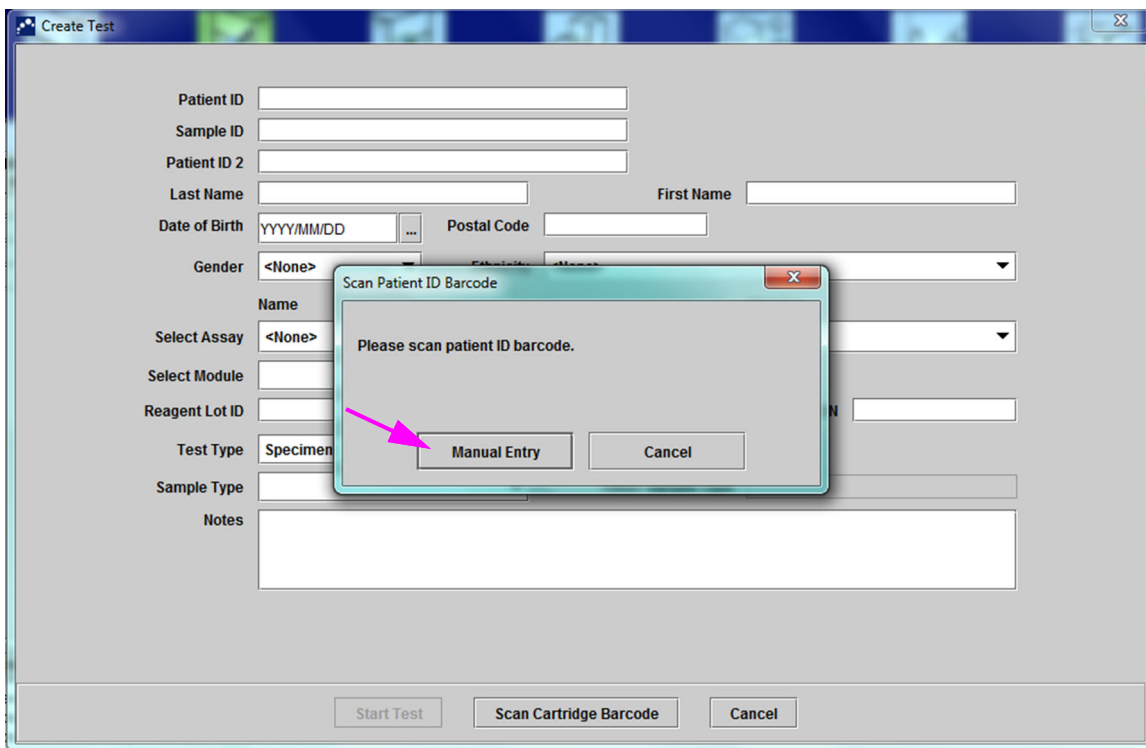 Create Test
Patient ID
Sample ID
Patient ID 2
Last Name First Name
Date of Birth YYYY/MM/DD ... Postal Code
Gender <None> Ethnicity <None>
Scan Patient ID Barcode
Name
Please scan patient ID barcode.
Select Assay <None>
Select Module
Reagent Lot ID N
Manual Entry Cancel
Test Type Specimen
Sample Type
Notes
Start Test Scan Cartridge Barcode Cancel